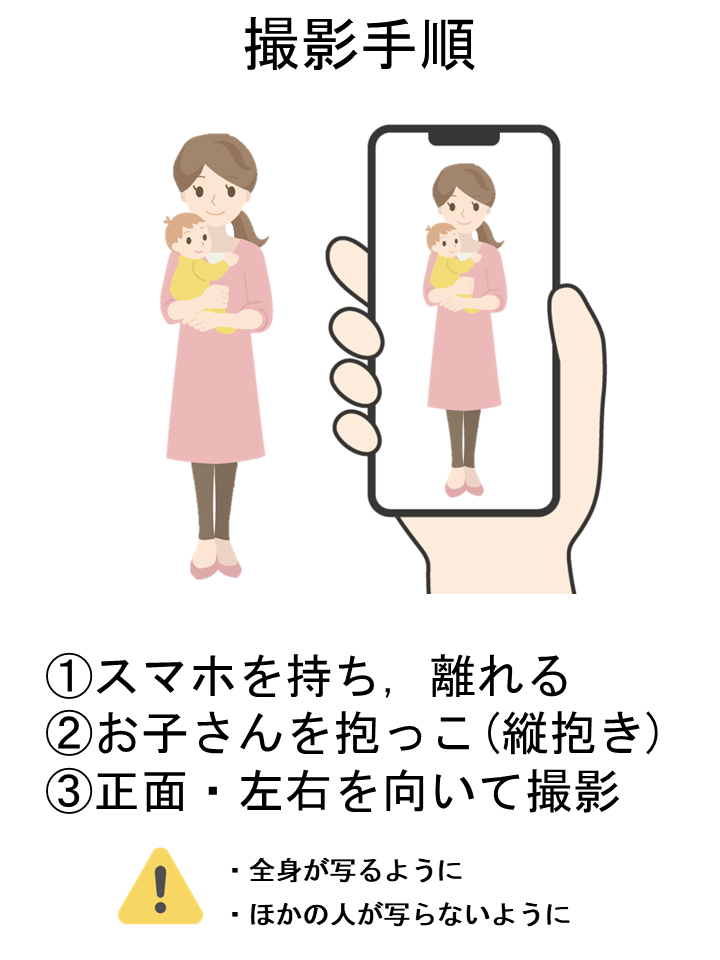 撮影手順
①スマホを持ち，離れる
②お子さんを抱っこ(縦抱き)
③正面・左右を向いて撮影
・全身が写るように
・ほかの人が写らないように